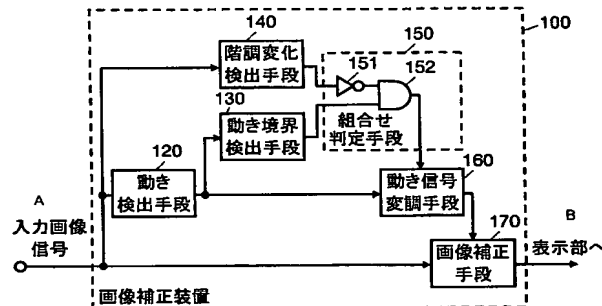 140
150
100
階調変化
検出手段
151
152
130
動き境界
検出手段
組合せ
判定手段
120
動き
検出手段
160
動き信号
変調手段
A
入力画像
信号
170
画像補正
手段
B
表示部へ
画像補正装置